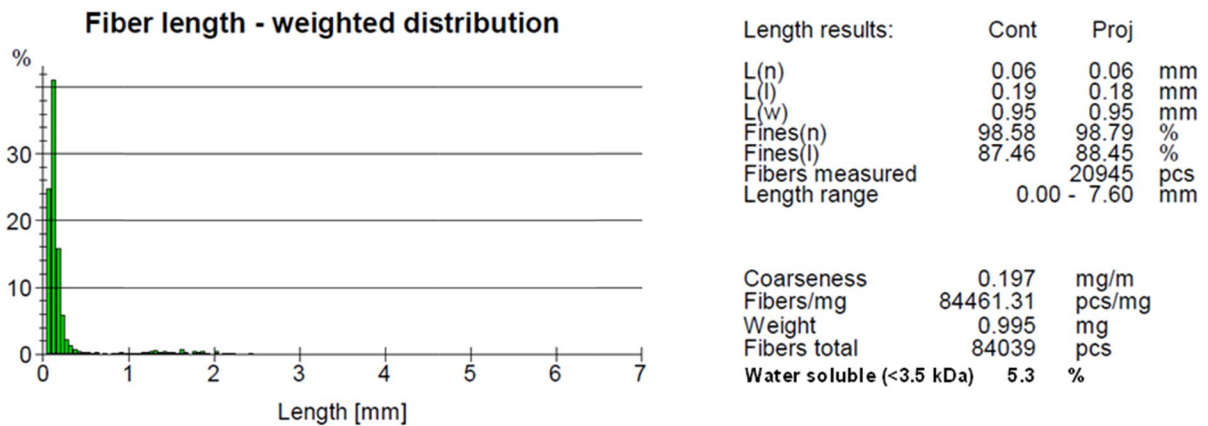 Fiber length - weighted distribution
%
30
20
10
0
0 1 2 3 4 5 6 7
Length [mm]
Length results: Cont Proj
L(n) 0.06 0.06 mm
L(l) 0.19 0.18 mm
L(w) 0.95 0.95 mm
Fines(n) 98.58 98.79 %
Fines(l) 87.46 88.45 %
Fibers measured 20945 pcs
Length range 0.00 - 7.60 mm
Coarseness 0.197 mg/m
Fibers/mg 84461.31 pcs/mg
Weight 0.995 mg
Fibers total 84039 pcs
Water soluble (<3.5 kDa) 5.3 %